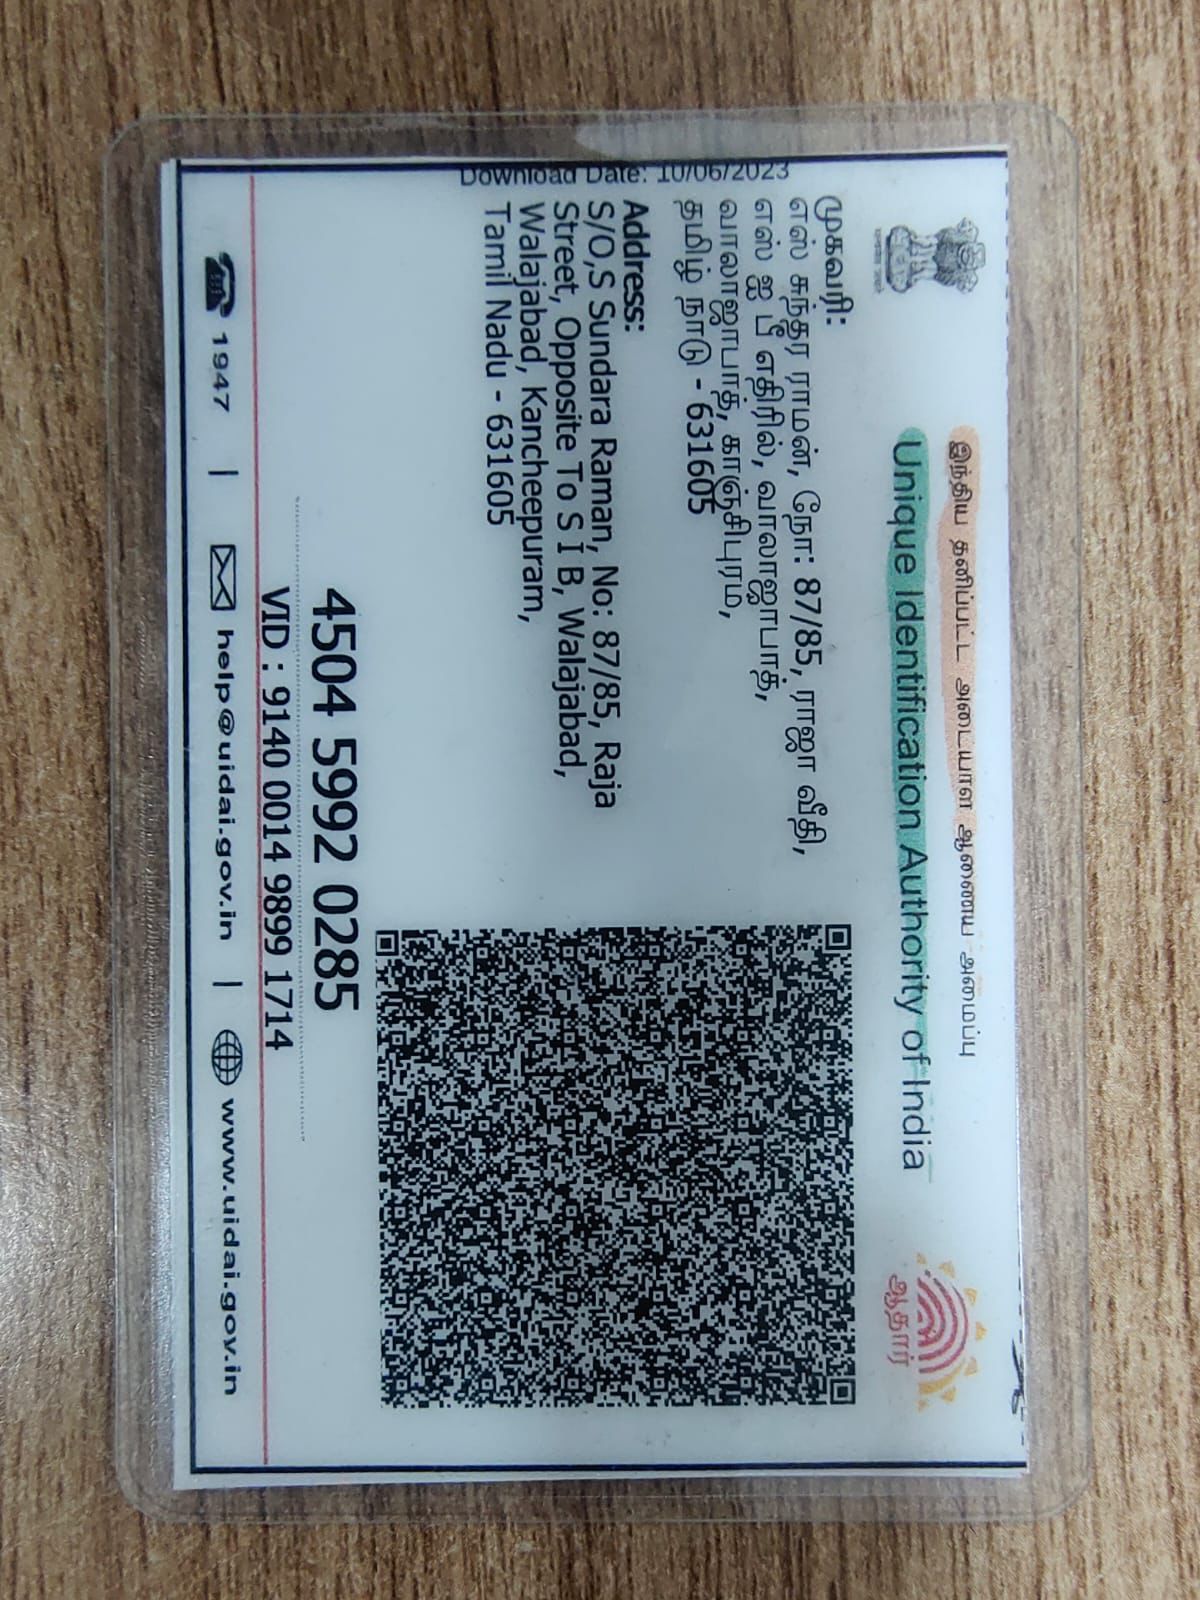 இந்திய தனிப்பட்ட அடையாள ஆணைய அமைப்பு
Unique Identification Authority of India
ஆதார்
Download Date: 10/06/2023
முகவரி:
எஸ் சுந்தர ராமன், நோ: 87/85, ராஜா வீதி,
எஸ் ஐ பீ எதிரில், வாலாஜாபாத்,
வாலாஜாபாத், காஞ்சிபுரம்,
தமிழ் நாடு - 631605
Address:
S/O,S Sundara Raman, No: 87/85, Raja
Street, Opposite To S I B, Walajabad,
Walajabad, Kancheepuram,
Tamil Nadu - 631605
4504 5992 0285
VID : 9140 0014 9899 1714
1947 | help@uidai.gov.in | www.uidai.gov.in